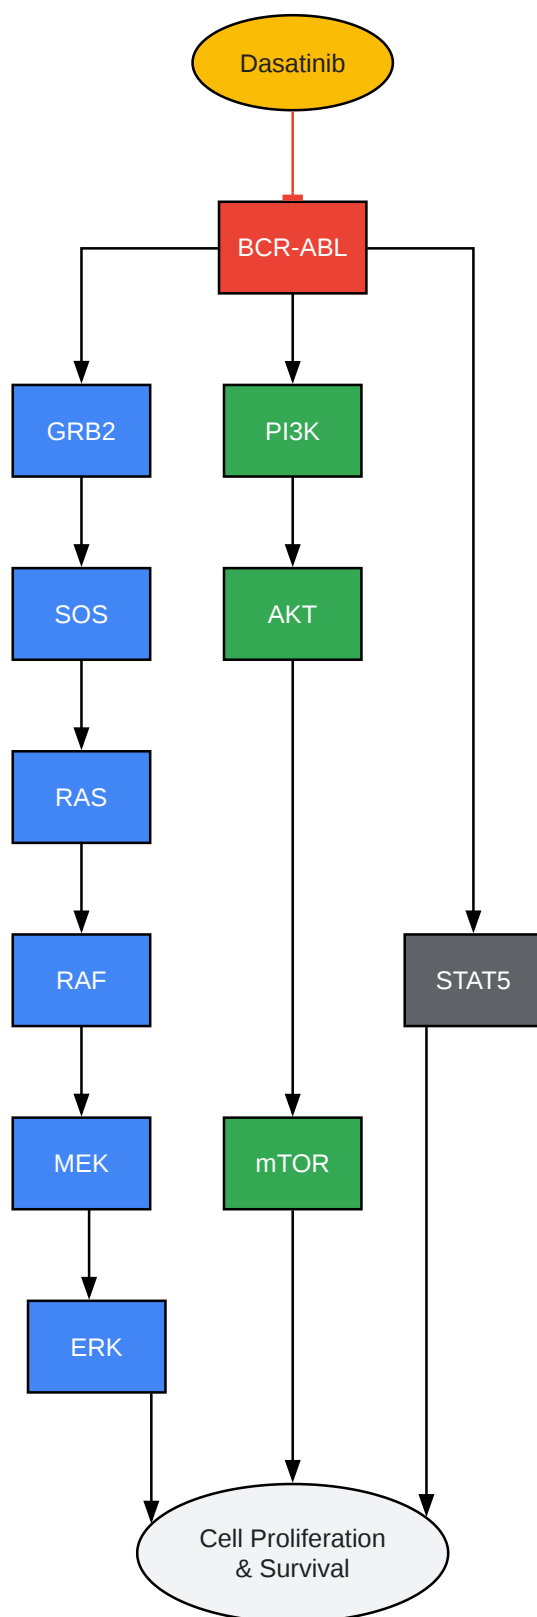 Dasatinib
BCR-ABL
GRB2
PI3K
SOS
AKT
RAS
RAF
STAT5
MEK
mTOR
ERK
Cell Proliferation
& Survival